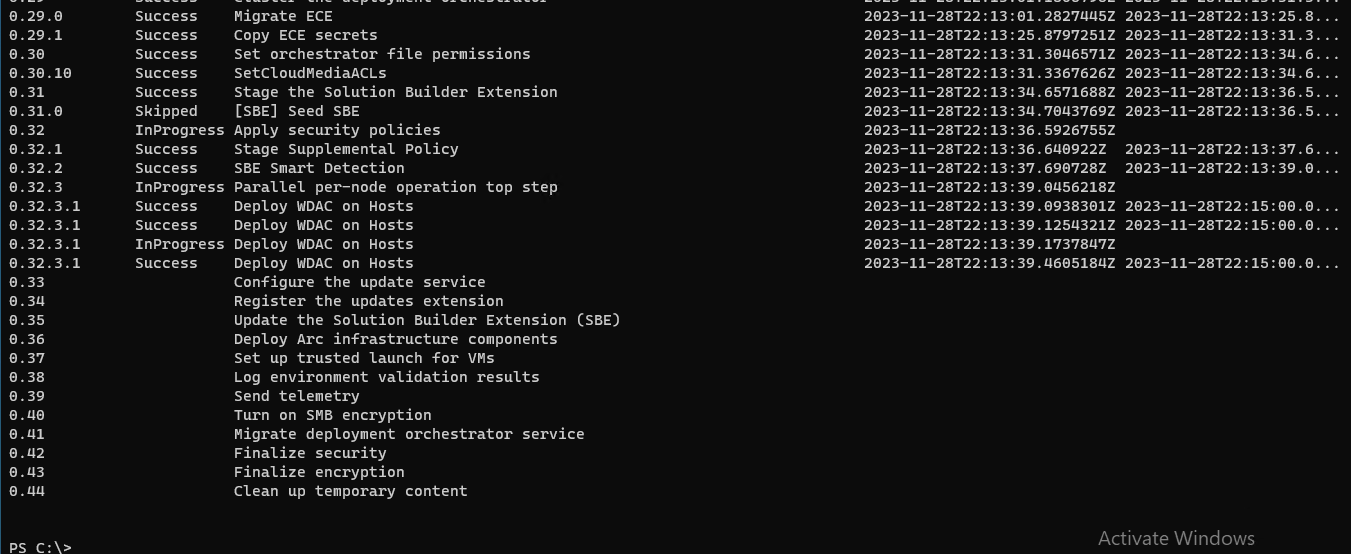 0.29.0 Success Migrate ECE 2023-11-28T22:13:01.2827445Z 2023-11-28T22:13:25.8...
0.29.1 Success Copy ECE secrets 2023-11-28T22:13:25.8797251Z 2023-11-28T22:13:31.3...
0.30 Success Set orchestrator file permissions 2023-11-28T22:13:31.3046571Z 2023-11-28T22:13:34.6...
0.30.10 Success SetCloudMediaACLs 2023-11-28T22:13:31.3367626Z 2023-11-28T22:13:34.6...
0.31 Success Stage the Solution Builder Extension 2023-11-28T22:13:34.6571688Z 2023-11-28T22:13:36.5...
0.31.0 Skipped [SBE] Seed SBE 2023-11-28T22:13:34.7043769Z 2023-11-28T22:13:36.5...
0.32 InProgress Apply security policies 2023-11-28T22:13:36.5926755Z
0.32.1 Success Stage Supplemental Policy 2023-11-28T22:13:36.640922Z 2023-11-28T22:13:37.6...
0.32.2 Success SBE Smart Detection 2023-11-28T22:13:37.690728Z 2023-11-28T22:13:39.0...
0.32.3 InProgress Parallel per-node operation top step 2023-11-28T22:13:39.0456218Z
0.32.3.1 Success Deploy WDAC on Hosts 2023-11-28T22:13:39.0938301Z 2023-11-28T22:15:00.0...
0.32.3.1 Success Deploy WDAC on Hosts 2023-11-28T22:13:39.1254321Z 2023-11-28T22:15:00.0...
0.32.3.1 InProgress Deploy WDAC on Hosts 2023-11-28T22:13:39.1737847Z
0.32.3.1 Success Deploy WDAC on Hosts 2023-11-28T22:13:39.4605184Z 2023-11-28T22:15:00.0...
0.33 Configure the update service
0.34 Register the updates extension
0.35 Update the Solution Builder Extension (SBE)
0.36 Deploy Arc infrastructure components
0.37 Set up trusted launch for VMs
0.38 Log environment validation results
0.39 Send telemetry
0.40 Turn on SMB encryption
0.41 Migrate deployment orchestrator service
0.42 Finalize security
0.43 Finalize encryption
0.44 Clean up temporary content
Activate Windows
PS C:\>